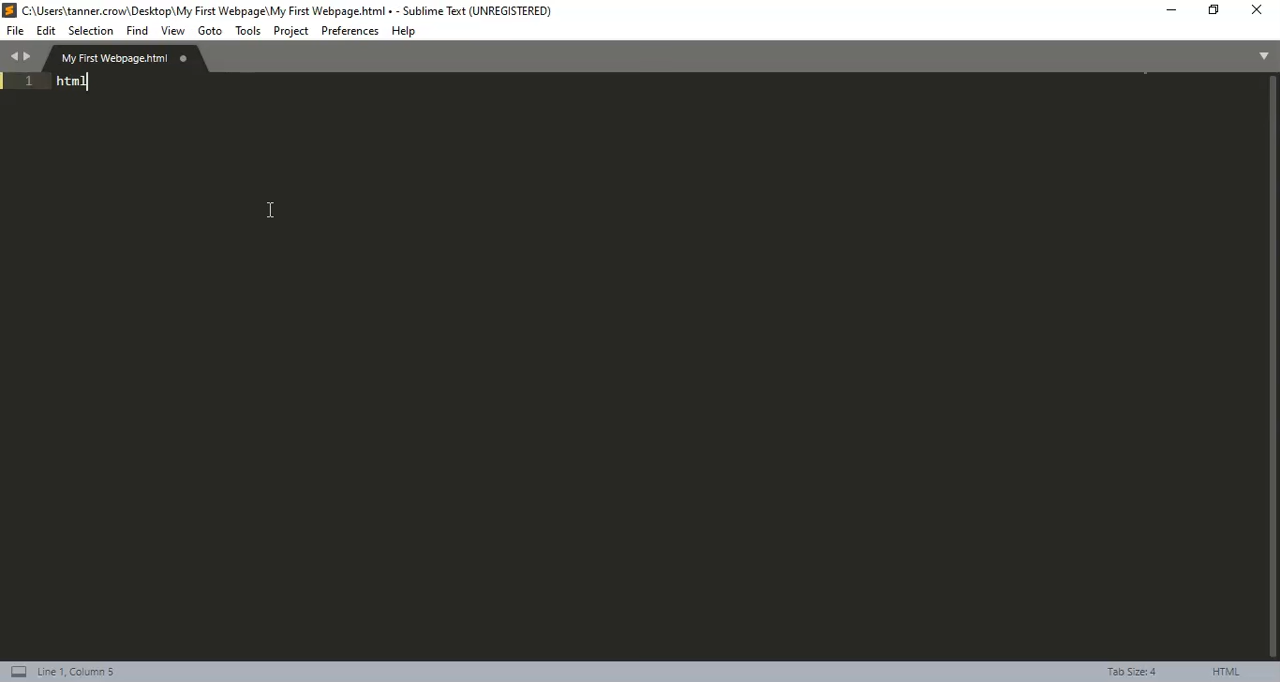 C:\Users\tanner.crow\Desktop\My First Webpage\My First Webpage.html • - Sublime Text (UNREGISTERED)
File Edit Selection Find View Goto Tools Project Preferences Help
My First Webpage.html
1 html
Line 1, Column 5 Tab Size: 4 HTML